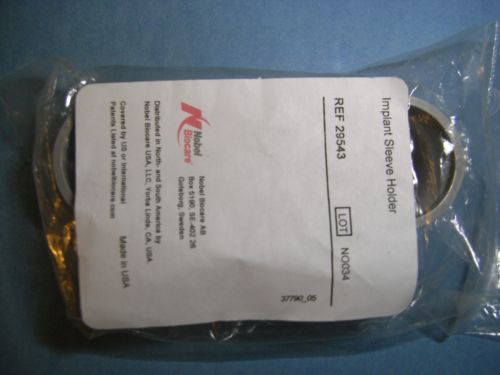 Implant Sleeve Holder
REF 29543
LOT NO034
Nobel
Biocare™
Nobel Biocare AB
Box 5190, SE-402 26
Goteborg, Sweden
Distributed in North- and South America by
Nobel Biocare USA, LLC, Yorba Linda, CA, USA.
Covered by US or International
Patents Listed at nobelbiocare.com
Made in USA
37790_05